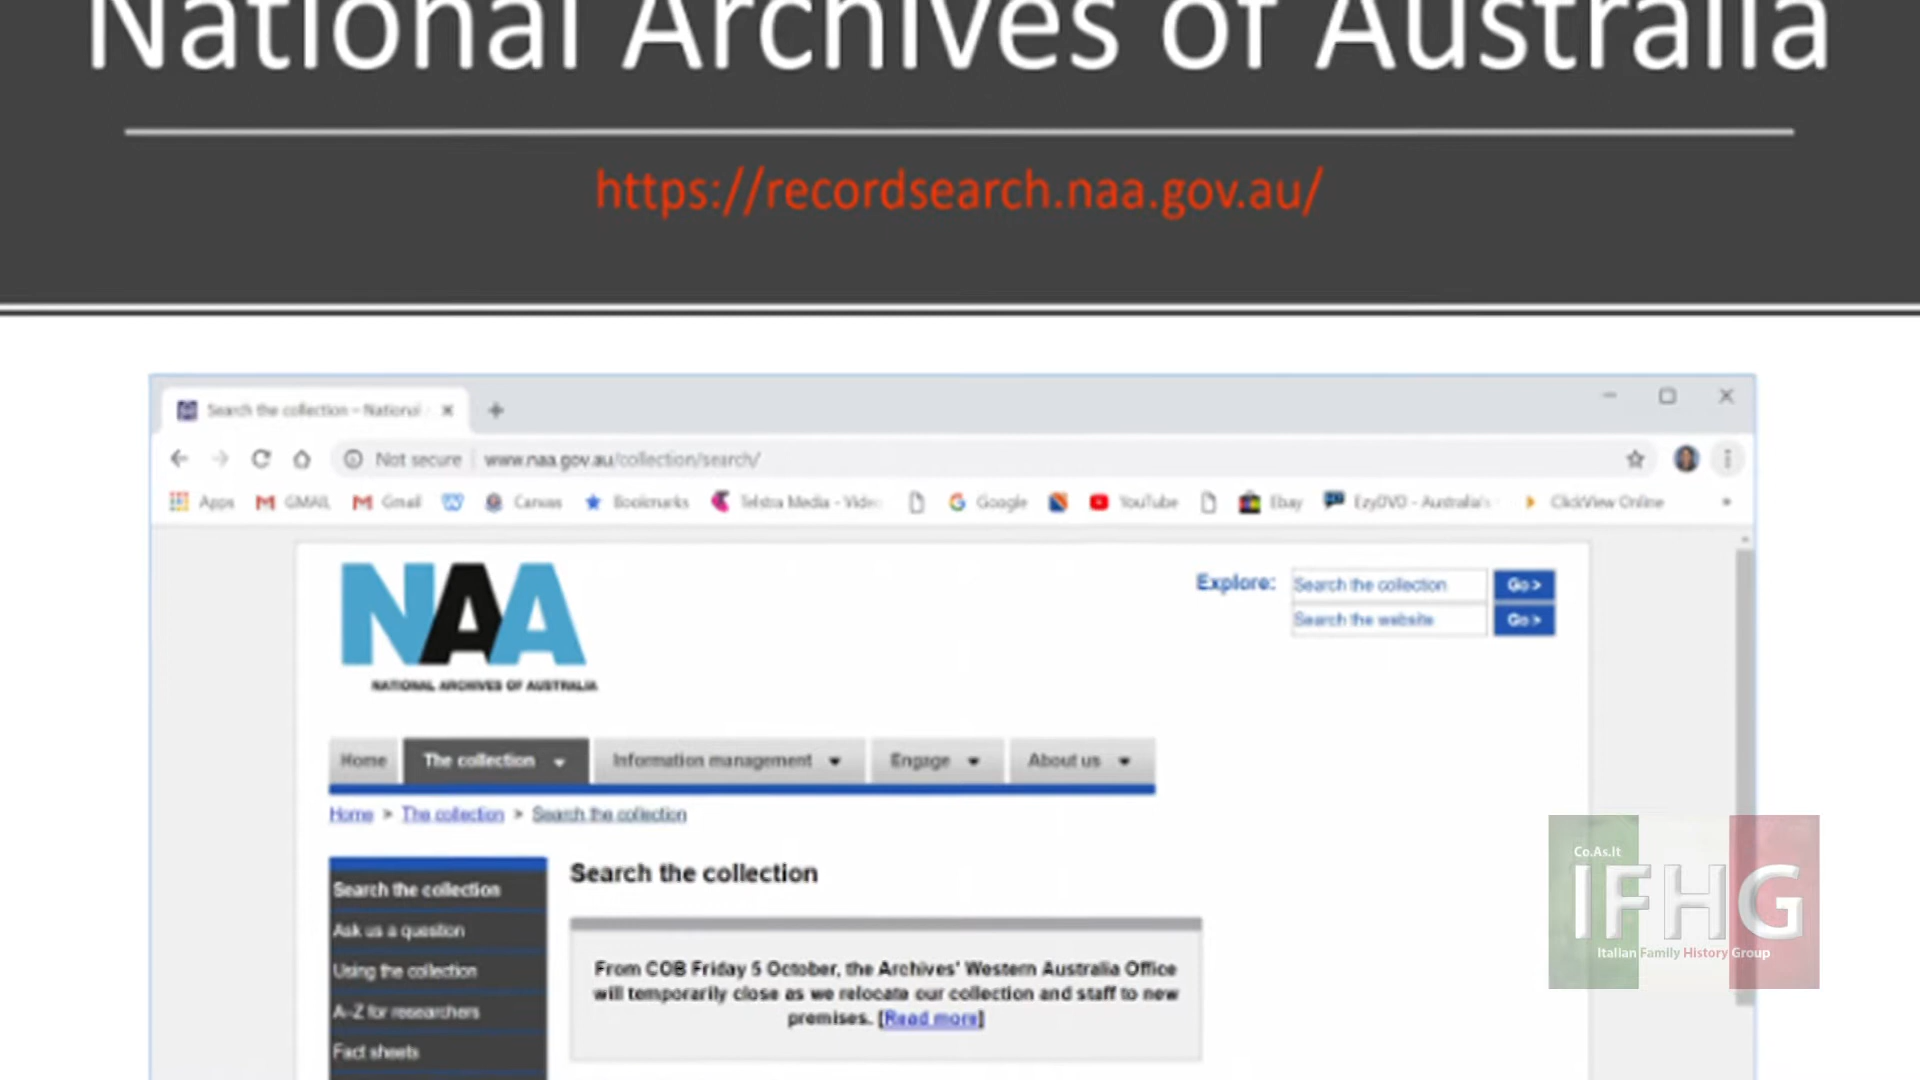 National Archives of Australia
https://recordsearch.naa.gov.au/
Search the collection - National
Not secure www.naa.gov.au/collection/search/
Apps GMAIL Gmail Canvas Bookmarks Telstra Media - Video Google YouTube Ebay EzyDVD - Australia's ClickView Online
NAA
NATIONAL ARCHIVES OF AUSTRALIA
Explore: Search the collection Go >
Search the website Go >
Home The collection Information management Engage About us
Home > The collection > Search the collection
Search the collection
Ask us a question
Using the collection
A-Z for researchers
Fact sheets
Search the collection
From COB Friday 5 October, the Archives' Western Australia Office
will temporarily close as we relocate our collection and staff to new
premises. [Read more]
Co.As.It
IFHG
Italian Family History Group